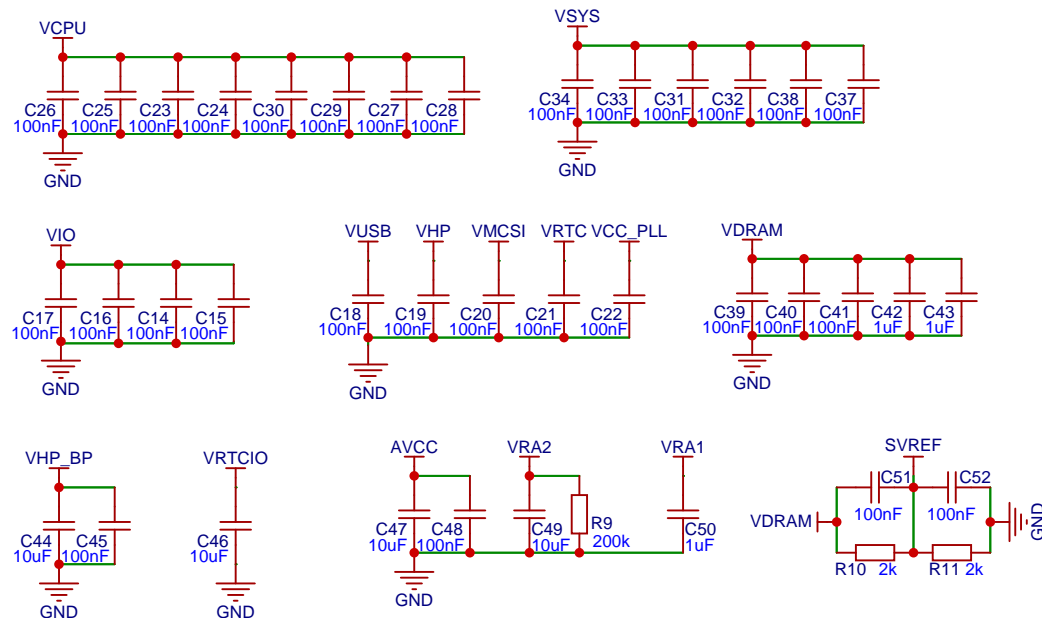 VCPU
C26 C25 C23 C24 C30 C29 C27 C28
100nF 100nF 100nF 100nF 100nF 100nF 100nF 100nF
GND
VSYS
C34 C33 C31 C32 C38 C37
100nF 100nF 100nF 100nF 100nF 100nF
GND
VIO
C17 C16 C14 C15
100nF 100nF 100nF 100nF
GND
VUSB VHP VMCSI VRTC VCC_PLL
C18 C19 C20 C21 C22
100nF 100nF 100nF 100nF 100nF
GND
VDRAM
C39 C40 C41 C42 C43
100nF 100nF 100nF 1uF 1uF
GND
VHP_BP
C44 C45
10uF 100nF
GND
VRTCIO
C46
10uF
GND
AVCC VRA2 VRA1
C47 C48 C49 R9 C50
10uF 100nF 10uF 200k 1uF
GND
SVREF
C51 C52
100nF 100nF
VDRAM
GND
R10 2k R11 2k